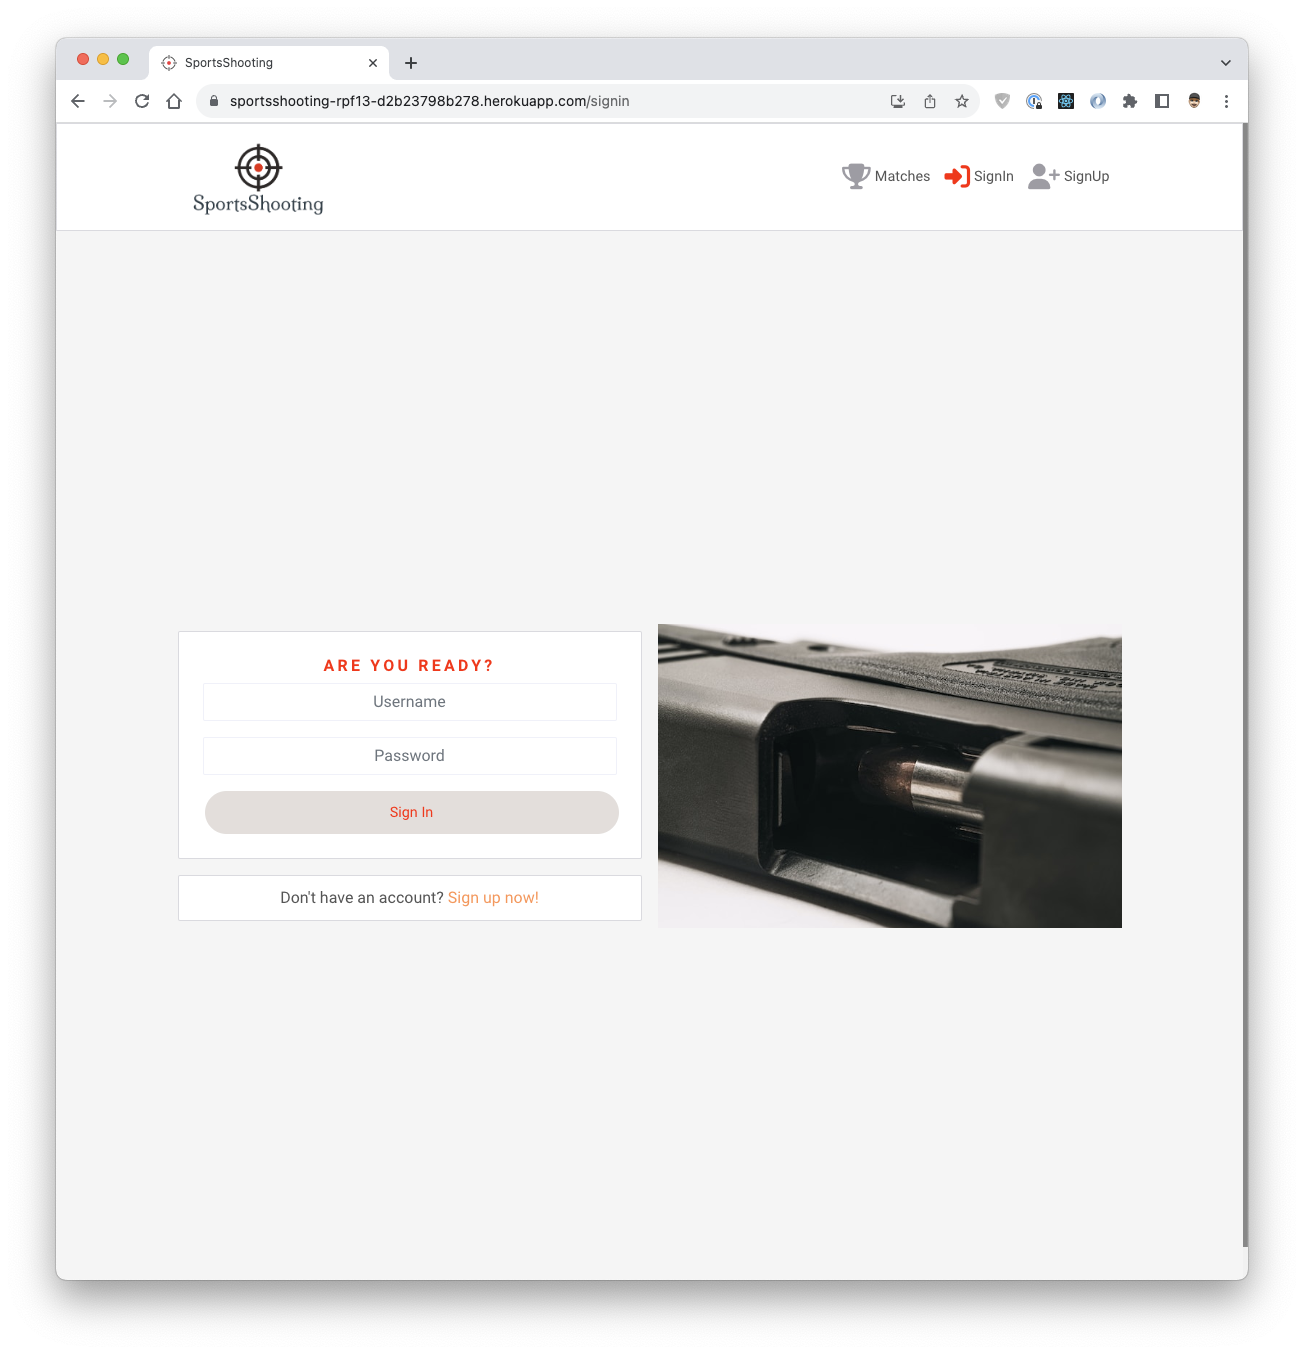 SportsShooting
sportsshooting-rpf13-d2b23798b278.herokuapp.com/signin
SportsShooting
Matches
SignIn
SignUp
ARE YOU READY?
Username
Password
Sign In
Don't have an account? Sign up now!